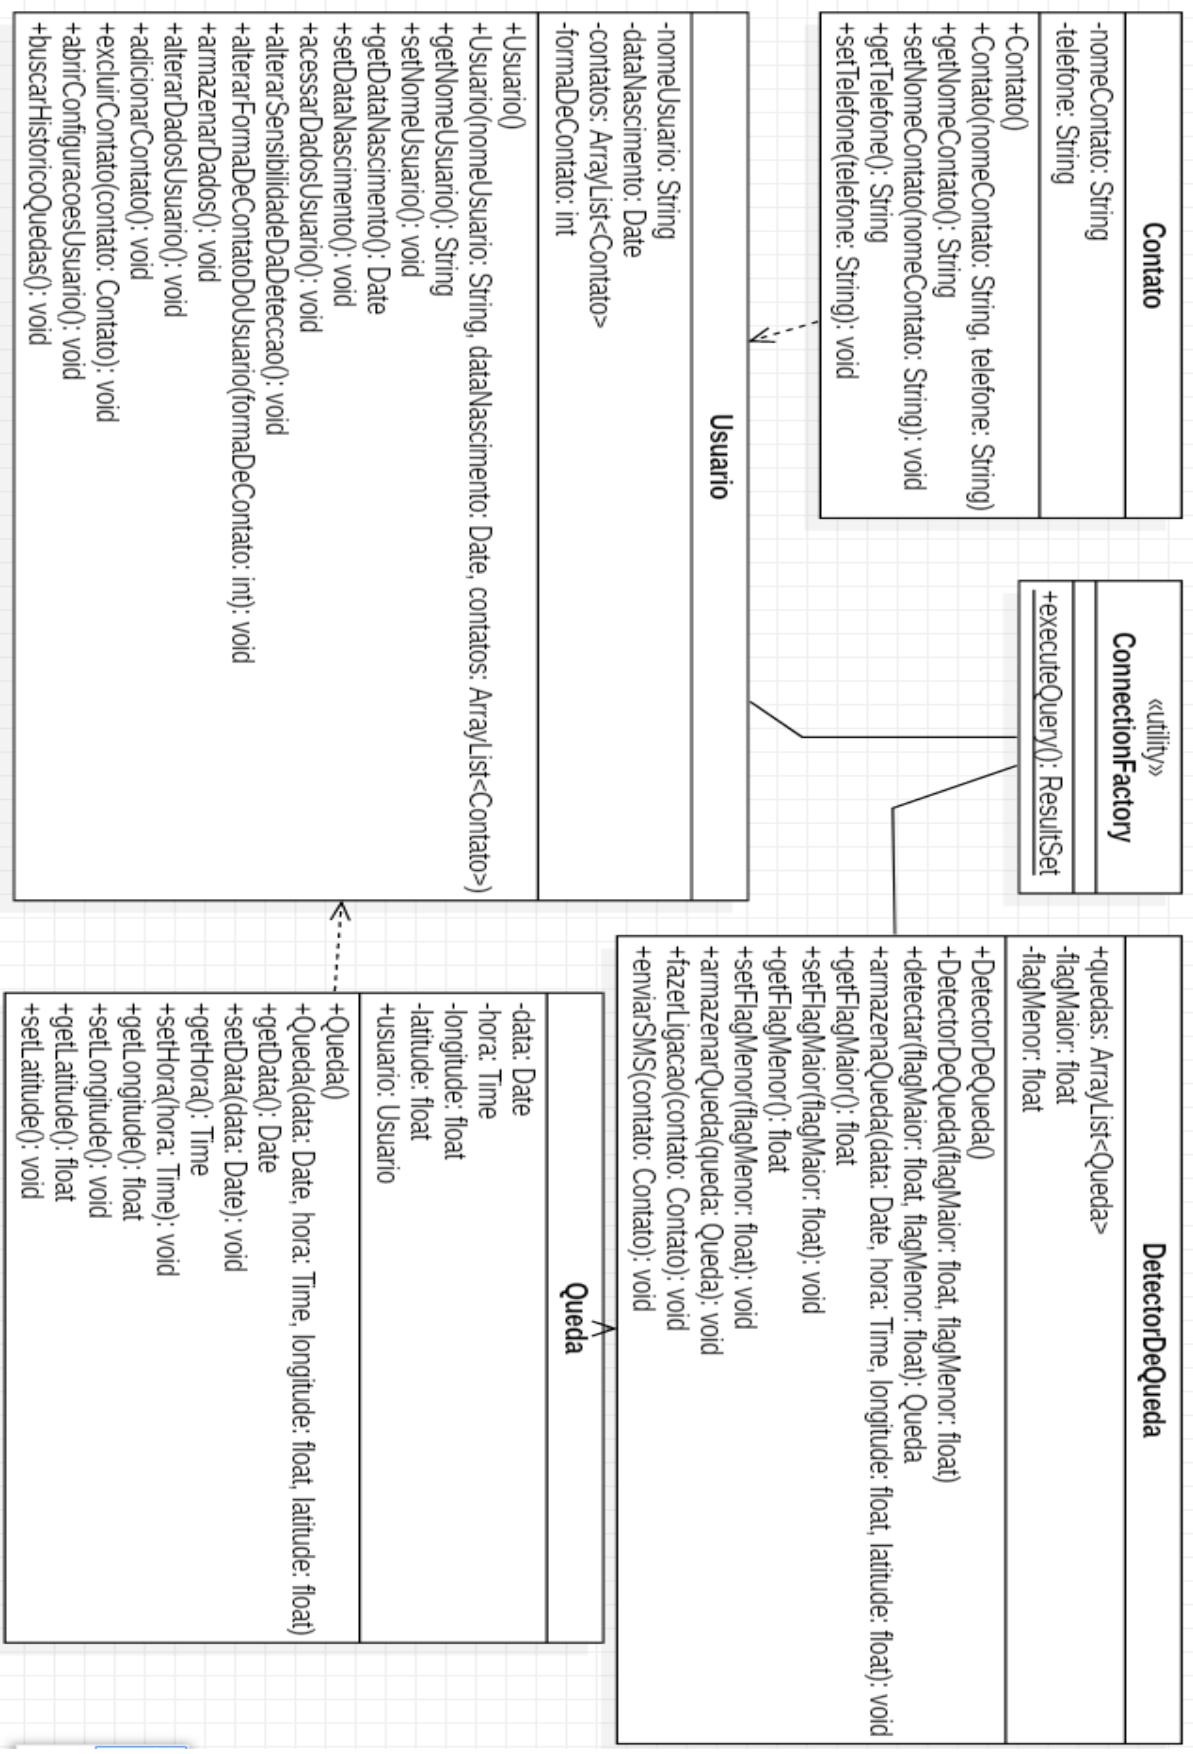 Contato
-nomeContato: String
-telefone: String
+Contato()
+Contato(nomeContato: String, telefone: String)
+getNomeContato(): String
+setNomeContato(nomeContato: String): void
+getTelefone(): String
+setTelefone(telefone: String): void
«utility»
ConnectionFactory
+executeQuery(): ResultSet
DetectorDeQueda
+quedas: ArrayList<Queda>
-flagMaior: float
-flagMenor: float
+DetectorDeQueda()
+DetectorDeQueda(flagMaior: float, flagMenor: float)
+detectar(flagMaior: float, flagMenor: float): Queda
+armazenaQueda(data: Date, hora: Time, longitude: float, latitude: float): void
+getFlagMaior(): float
+setFlagMaior(flagMaior: float): void
+getFlagMenor(): float
+setFlagMenor(flagMenor: float): void
+armazenarQueda(queda: Queda): void
+fazerLigacao(contato: Contato): void
+enviarSMS(contato: Contato): void
Usuario
-nomeUsuario: String
-dataNascimento: Date
-contatos: ArrayList<Contato>
-formaDeContato: int
+Usuario()
+Usuario(nomeUsuario: String, dataNascimento: Date, contatos: ArrayList<Contato>)
+getNomeUsuario(): String
+setNomeUsuario(): void
+getDataNascimento(): Date
+setDataNascimento(): void
+acessarDadosUsuario(): void
+alterarSensibilidadeDaDeteccao(): void
+alterarFormaDeContatoDoUsuario(formaDeContato: int): void
+armazenarDados(): void
+alterarDadosUsuario(): void
+adicionarContato(): void
+excluirContato(contato: Contato): void
+abrirConfiguracoesUsuario(): void
+buscarHistoricoQuedas(): void
Queda
-data: Date
-hora: Time
-longitude: float
-latitude: float
+usuario: Usuario
+Queda()
+Queda(data: Date, hora: Time, longitude: float, latitude: float)
+getData(): Date
+setData(data: Date): void
+getHora(): Time
+setHora(hora: Time): void
+getLongitude(): float
+setLongitude(): void
+getLatitude(): float
+setLatitude(): void